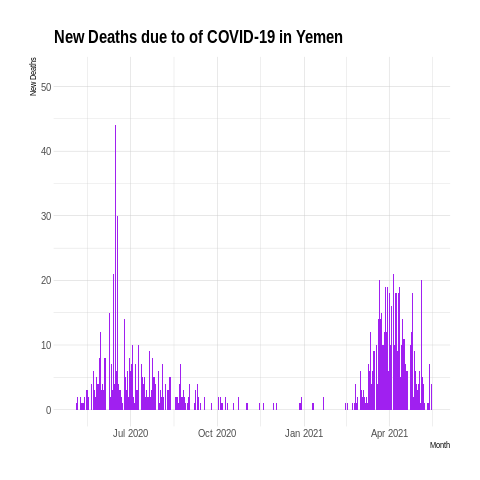 New Deaths due to of COVID-19 in Yemen
New Deaths
50
40
30
20
10
0
Jul 2020 Oct 2020 Jan 2021 Apr 2021
Month